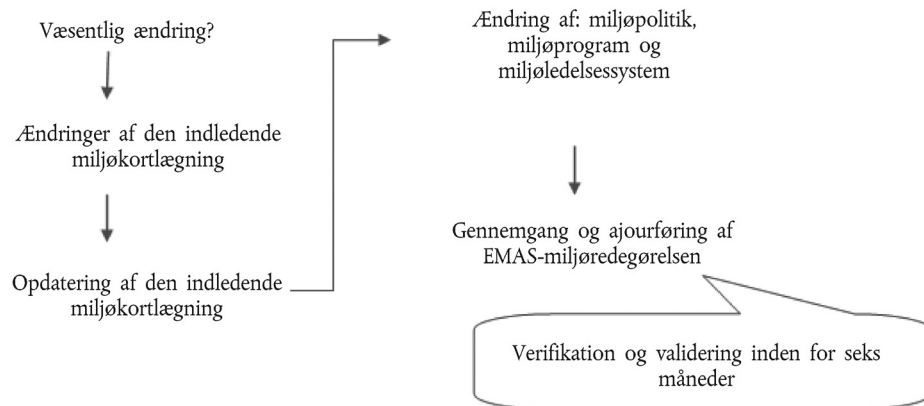 Væsentlig ændring?
Ændringer af den indledende
miljøkortlægning
Opdatering af den indledende
miljøkortlægning
Ændring af: miljøpolitik,
miljøprogram og
miljøledelsessystem
Gennemgang og ajourføring af
EMAS-miljøredegørelsen
Verifikation og validering inden for seks
måneder